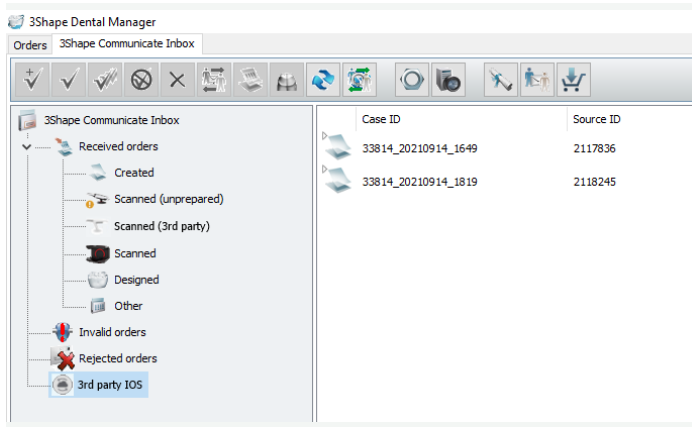 3Shape Dental Manager
Orders 3Shape Communicate Inbox
3Shape Communicate Inbox
Received orders
Created
Scanned (unprepared)
Scanned (3rd party)
Scanned
Designed
Other
Invalid orders
Rejected orders
3rd party IOS
Case ID Source ID
33814_20210914_1649 2117836
33814_20210914_1819 2118245